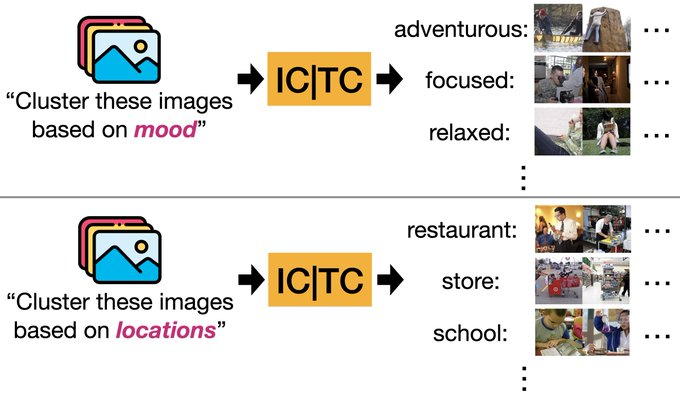 adventurous:
“Cluster these images
based on mood”
IC|TC
focused:
relaxed:
restaurant:
“Cluster these images
based on locations”
IC|TC
store:
school: